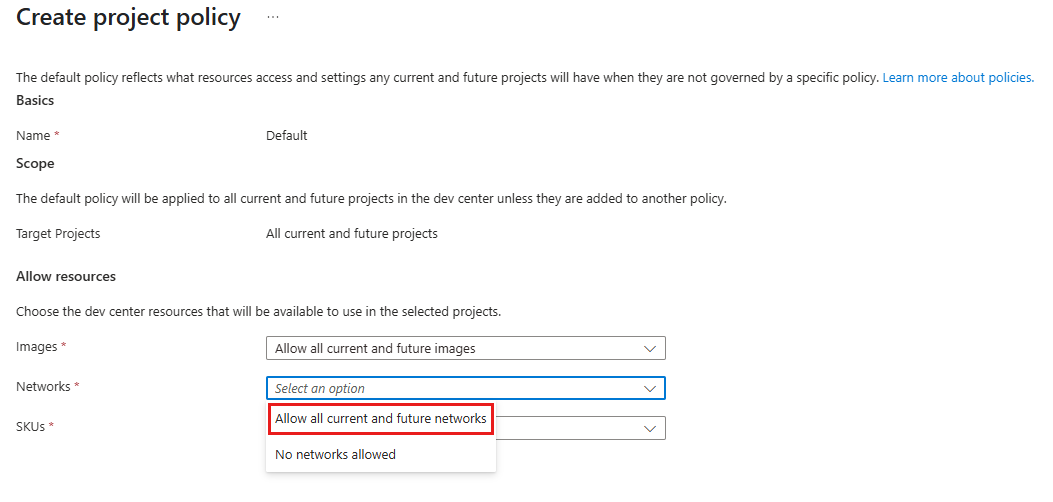 Create project policy ...
The default policy reflects what resources access and settings any current and future projects will have when they are not governed by a specific policy. Learn more about policies.
Basics
Name * Default
Scope
The default policy will be applied to all current and future projects in the dev center unless they are added to another policy.
Target Projects All current and future projects
Allow resources
Choose the dev center resources that will be available to use in the selected projects.
Images * Allow all current and future images
Networks * Select an option
Allow all current and future networks
SKUs *
No networks allowed